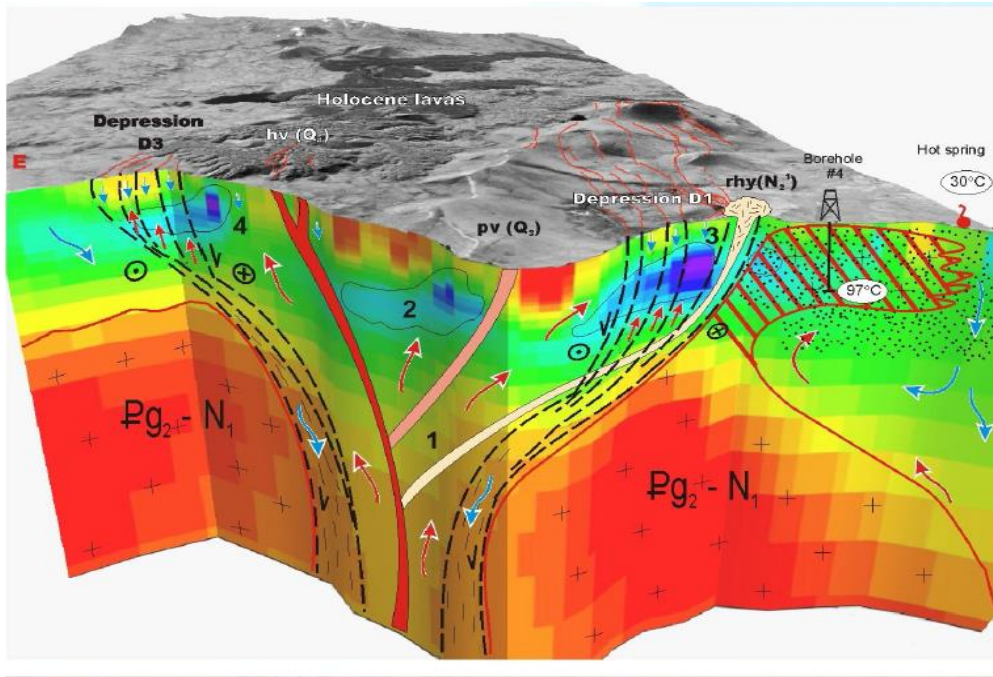 Holocene lavas
Depression
D3
hv (Q₄)
E
Borehole
#4
Hot spring
30°C
rhy(N₂¹)
Depression D1
pv (Q₃)
4
3
2
97°C
1
₽g₂ - N₁
₽g₂ - N₁